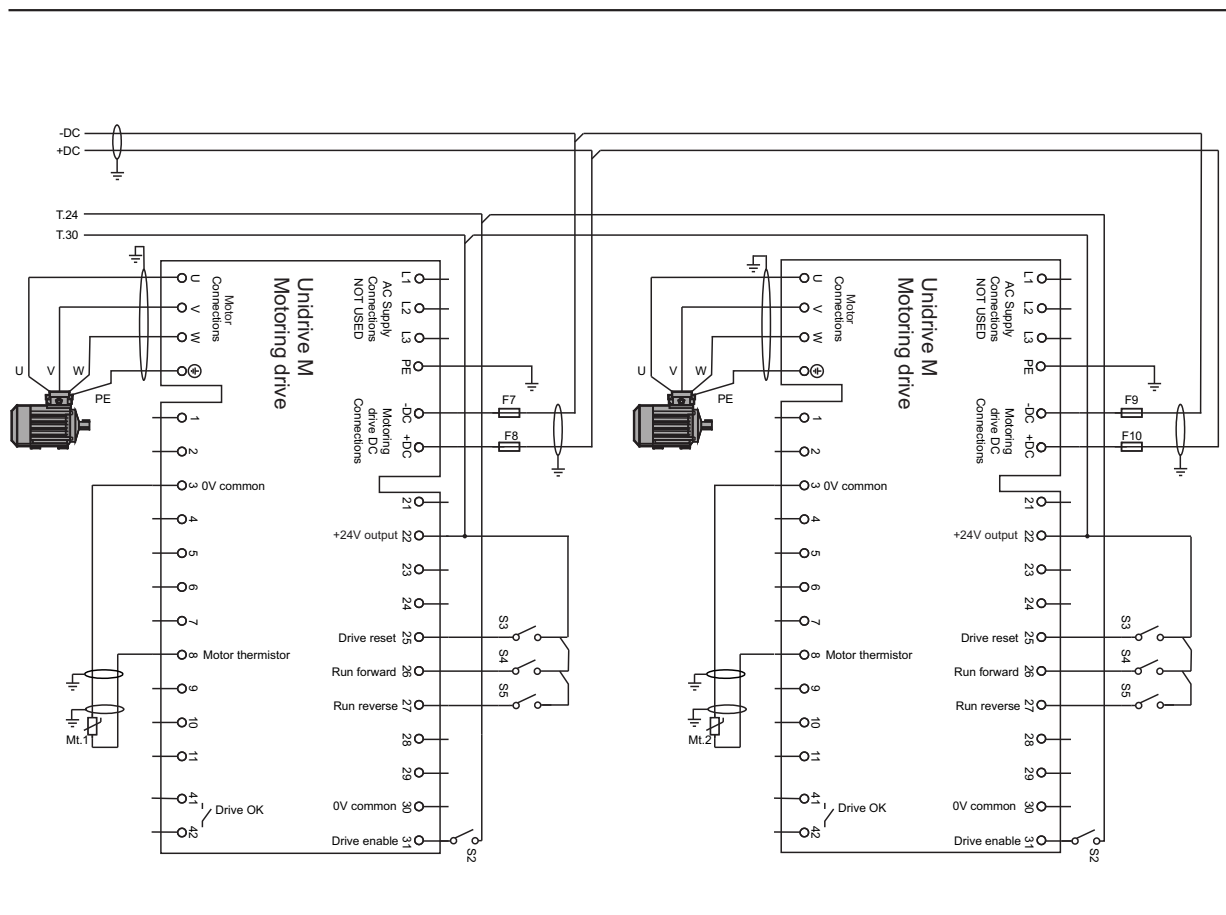 -DC
+DC
T.24
T.30
U
V
W
Motor
Connections
Unidrive M
Motoring drive
AC Supply
Connections
NOT USED
L1
L2
L3
PE
U
V
W
PE
Motoring
drive DC
Connections
-DC
+DC
F7
F8
1
2
3 0V common
4
5
6
7
8 Motor thermistor
9
10
11
41
42
Drive OK
Mt.1
21
+24V output 22
23
24
Drive reset 25
Run forward 26
Run reverse 27
28
29
0V common 30
Drive enable 31
S3
S4
S5
S2
U
V
W
Motor
Connections
Unidrive M
Motoring drive
AC Supply
Connections
NOT USED
L1
L2
L3
PE
U
V
W
PE
Motoring
drive DC
Connections
-DC
+DC
F9
F10
1
2
3 0V common
4
5
6
7
8 Motor thermistor
9
10
11
41
42
Drive OK
Mt.2
21
+24V output 22
23
24
Drive reset 25
Run forward 26
Run reverse 27
28
29
0V common 30
Drive enable 31
S3
S4
S5
S2